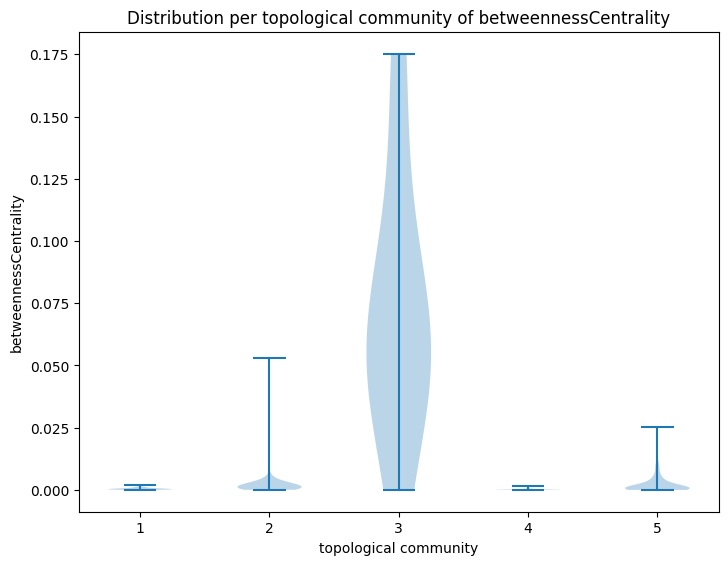 Distribution per topological community of betweennessCentrality
0.175
0.150
0.125
0.100
0.075
0.050
0.025
0.000
betweennessCentrality
1 2 3 4 5
topological community